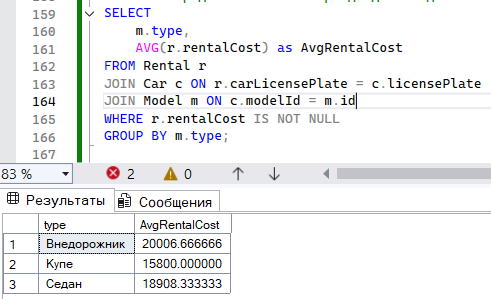 159 SELECT
160 m.type,
161 AVG(r.rentalCost) as AvgRentalCost
162 FROM Rental r
163 JOIN Car c ON r.carLicensePlate = c.licensePlate
164 JOIN Model m ON c.modelId = m.id
165 WHERE r.rentalCost IS NOT NULL
166 GROUP BY m.type;
167
83 % 2 0
Результаты Сообщения
type AvgRentalCost
1 Внедорожник 20006.666666
2 Купе 15800.000000
3 Седан 18908.333333